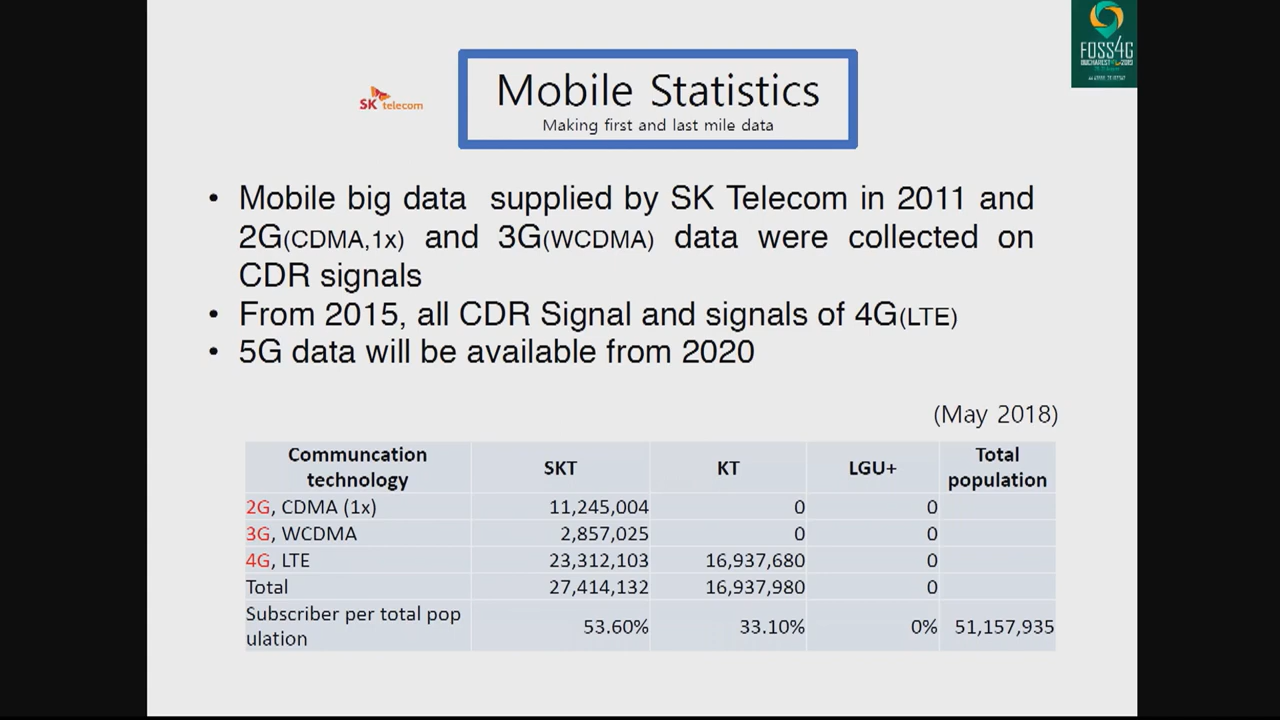 FOSS4G
BUCHAREST 2019
SK telecom
Mobile Statistics
Making first and last mile data
• Mobile big data supplied by SK Telecom in 2011 and
2G(CDMA,1x) and 3G(WCDMA) data were collected on
CDR signals
• From 2015, all CDR Signal and signals of 4G(LTE)
• 5G data will be available from 2020
(May 2018)
Communcation technology SKT KT LGU+ Total population
2G, CDMA (1x) 11,245,004 0 0
3G, WCDMA 2,857,025 0 0
4G, LTE 23,312,103 16,937,680 0
Total 27,414,132 16,937,980 0
Subscriber per total pop
ulation 53.60% 33.10% 0% 51,157,935